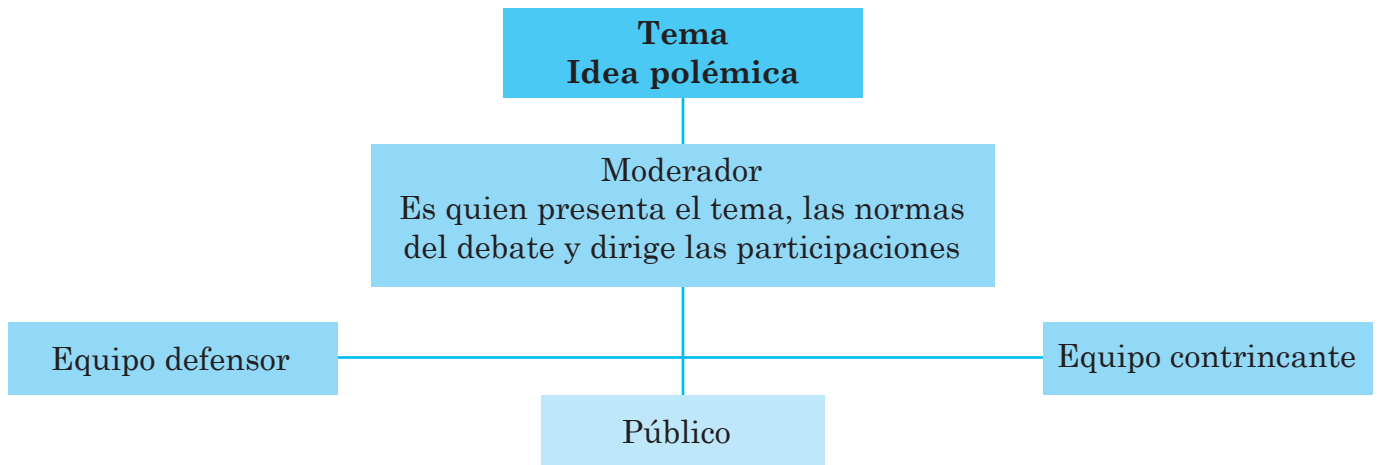 Tema
Idea polémica
Moderador
Es quien presenta el tema, las normas
del debate y dirige las participaciones
Equipo defensor
Equipo contrincante
Público